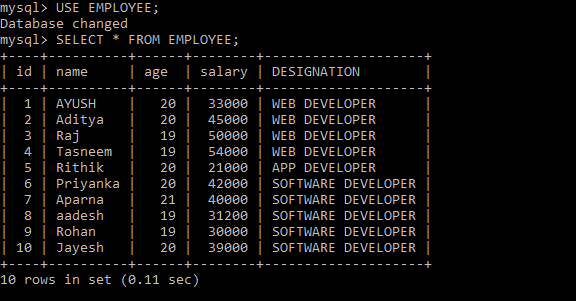 mysql> USE EMPLOYEE;
Database changed
mysql> SELECT * FROM EMPLOYEE;
+----+----------+------+--------+--------------------+
| id | name     | age  | salary | DESIGNATION        |
+----+----------+------+--------+--------------------+
|  1 | AYUSH    |   20 |  33000 | WEB DEVELOPER      |
|  2 | Aditya   |   20 |  45000 | WEB DEVELOPER      |
|  3 | Raj      |   19 |  50000 | WEB DEVELOPER      |
|  4 | Tasneem  |   19 |  54000 | WEB DEVELOPER      |
|  5 | Rithik   |   20 |  21000 | APP DEVELOPER      |
|  6 | Priyanka |   20 |  42000 | SOFTWARE DEVELOPER |
|  7 | Aparna   |   21 |  40000 | SOFTWARE DEVELOPER |
|  8 | aadesh   |   19 |  31200 | SOFTWARE DEVELOPER |
|  9 | Rohan    |   19 |  30000 | SOFTWARE DEVELOPER |
| 10 | Jayesh   |   20 |  39000 | SOFTWARE DEVELOPER |
+----+----------+------+--------+--------------------+
10 rows in set (0.11 sec)